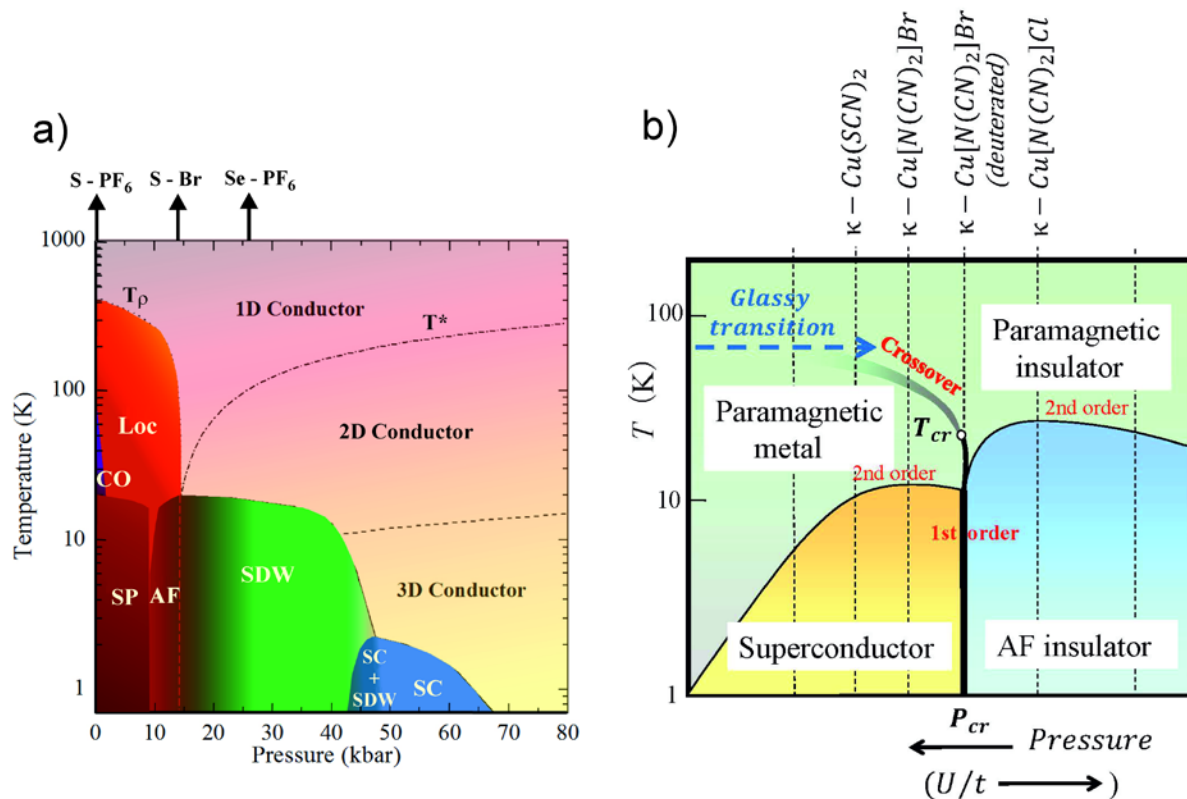 a)
S - PF₆
S - Br
Se - PF₆
1000
100
10
1
Temperature (K)
Tρ
1D Conductor
T*
Loc
2D Conductor
CO
SP
AF
SDW
3D Conductor
SC
+
SDW
SC
0
10
20
30
40
50
60
70
80
Pressure (kbar)
b)
κ − Cu(SCN)₂
κ − Cu[N(CN)₂]Br
κ − Cu[N(CN)₂]Br
(deuterated)
κ − Cu[N(CN)₂]Cl
100
10
1
T (K)
Glassy
transition
Crossover
Paramagnetic
insulator
Paramagnetic
metal
T_cr
2nd order
2nd order
1st order
Superconductor
AF insulator
P_cr
Pressure
(U/t )